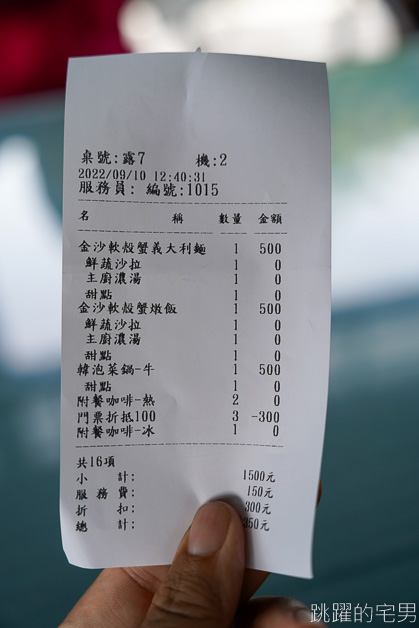 桌號:露7 機:2
2022/09/10 12:40:31
服務員: 編號:1015
名 稱 數量 金額
金沙軟殼蟹義大利麵 1 500
鮮蔬沙拉 1 0
主廚濃湯 1 0
甜點 1 0
金沙軟殼蟹燉飯 1 500
鮮蔬沙拉 1 0
主廚濃湯 1 0
甜點 1 0
韓泡菜鍋-牛 1 500
甜點 1 0
附餐咖啡-熱 2 0
門票折抵100 3 -300
附餐咖啡-冰 1 0
共16項
小 計: 1500元
服 務 費: 150元
折 扣: 300元
總 計: 350元
跳躍的宅男